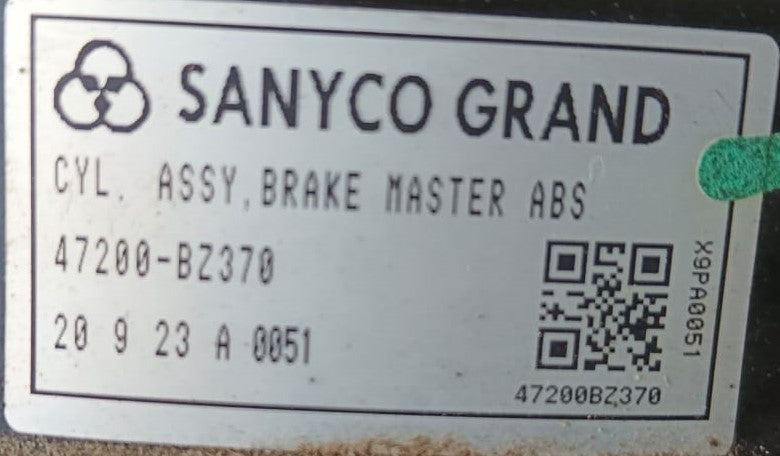 SANYCO GRAND
CYL. ASSY,BRAKE MASTER ABS
47200-BZ370
20 9 23 A 0051
X9PA0051
47200BZ370